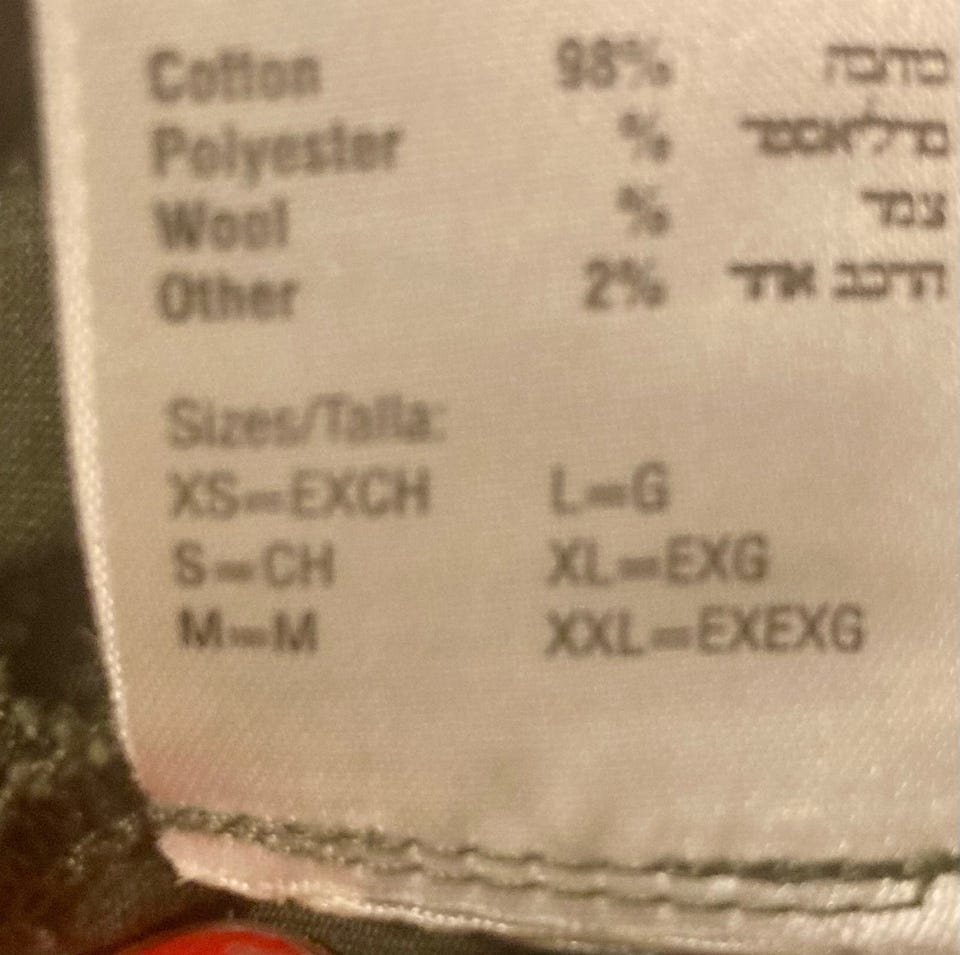 Cotton 98% כותנה
Polyester % פוליאסטר
Wool % צמר
Other 2% הרכב אחר
Sizes/Talla:
XS=EXCH L=G
S=CH XL=EXG
M=M XXL=EXEXG